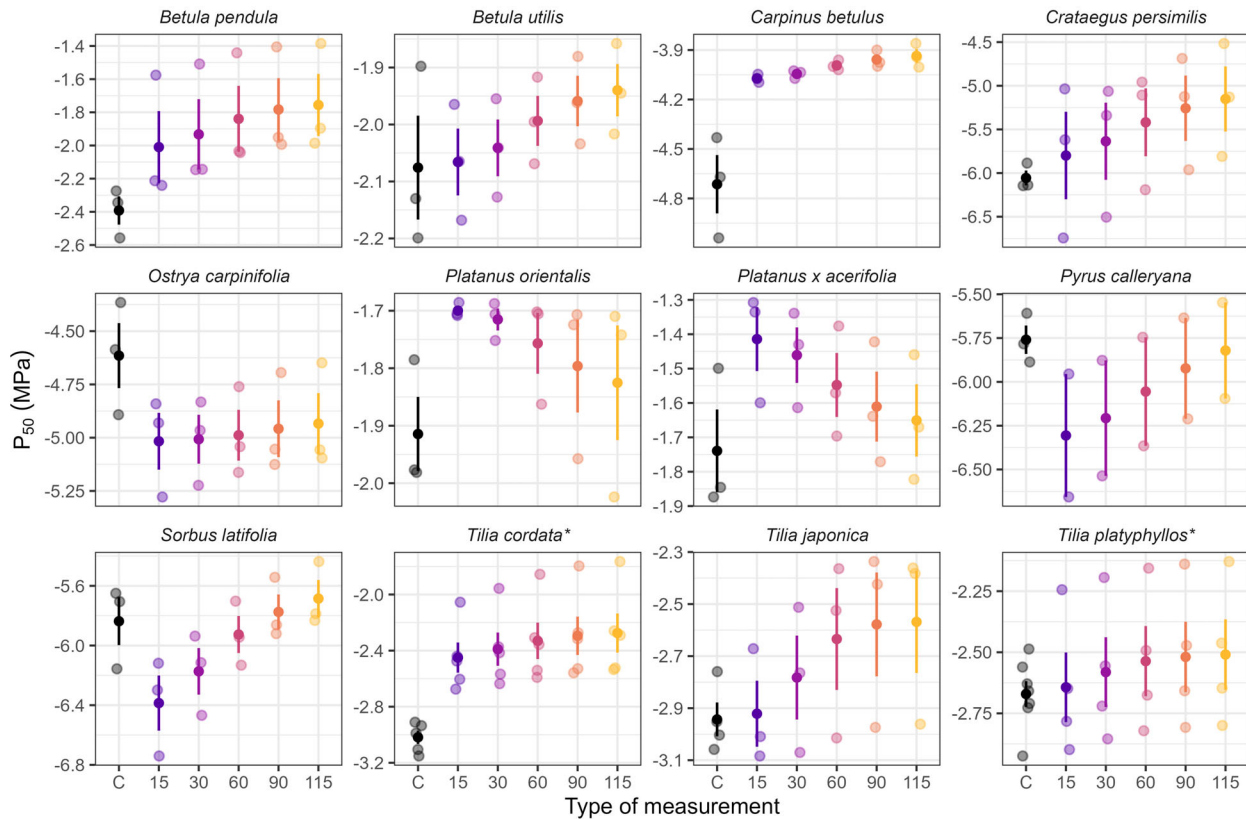 Betula pendula Betula utilis Carpinus betulus Crataegus persimilis
-1.4 -1.6 -1.8 -2.0 -2.2 -2.4 -2.6
-1.9 -2.0 -2.1 -2.2
-3.9 -4.2 -4.5 -4.8
-4.5 -5.0 -5.5 -6.0 -6.5
Ostrya carpinifolia Platanus orientalis Platanus x acerifolia Pyrus calleryana
-4.50 -4.75 -5.00 -5.25
-1.7 -1.8 -1.9 -2.0
-1.3 -1.4 -1.5 -1.6 -1.7 -1.8 -1.9
-5.50 -5.75 -6.00 -6.25 -6.50
P50 (MPa)
Sorbus latifolia Tilia cordata* Tilia japonica Tilia platyphyllos*
-5.6 -6.0 -6.4 -6.8
-2.0 -2.4 -2.8 -3.2
-2.3 -2.5 -2.7 -2.9 -3.1
-2.25 -2.50 -2.75
C 15 30 60 90 115 C 15 30 60 90 115 C 15 30 60 90 115 C 15 30 60 90 115
Type of measurement